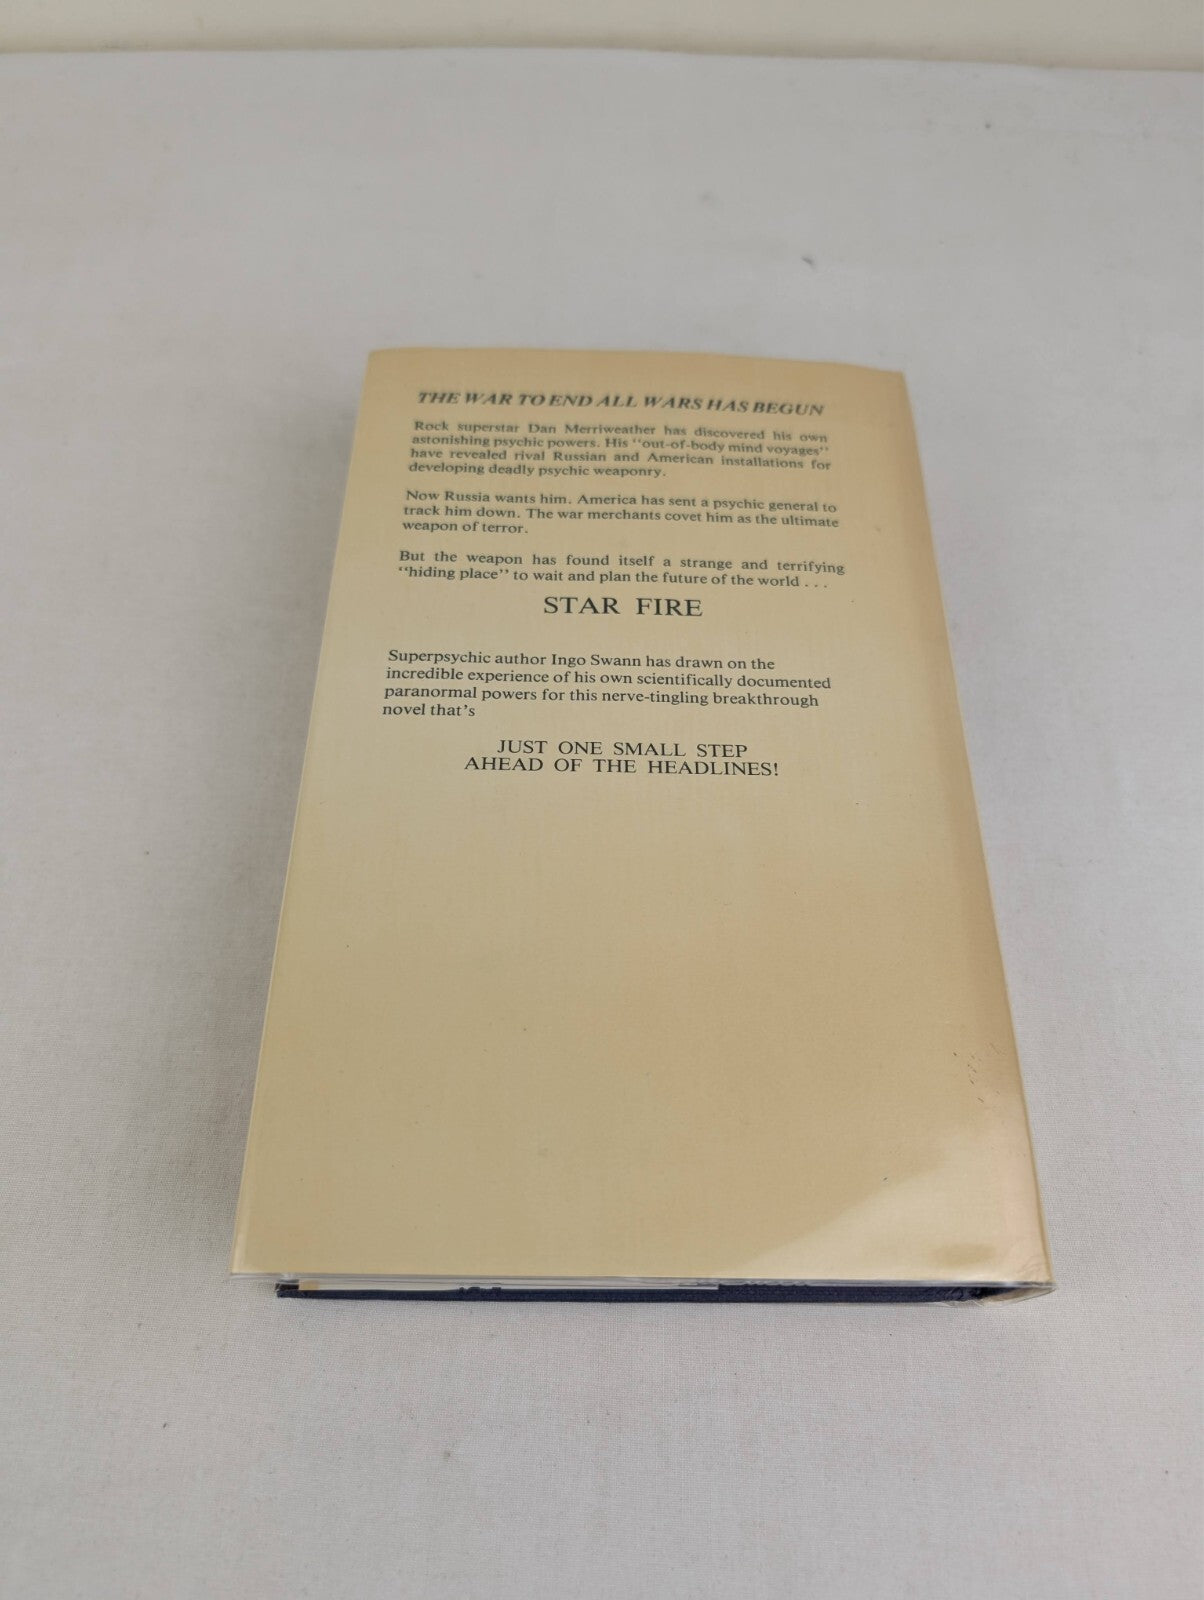 THE WAR TO END ALL WARS HAS BEGUN
Rock superstar Dan Merriweather has discovered his own
astonishing psychic powers. His "out-of-body mind voyages"
have revealed rival Russian and American installations for
developing deadly psychic weaponry.
Now Russia wants him. America has sent a psychic general to
track him down. The war merchants covet him as the ultimate
weapon of terror.
But the weapon has found itself a strange and terrifying
"hiding place" to wait and plan the future of the world . . .
STAR FIRE
Superpsychic author Ingo Swann has drawn on the
incredible experience of his own scientifically documented
paranormal powers for this nerve-tingling breakthrough
novel that's
JUST ONE SMALL STEP
AHEAD OF THE HEADLINES!